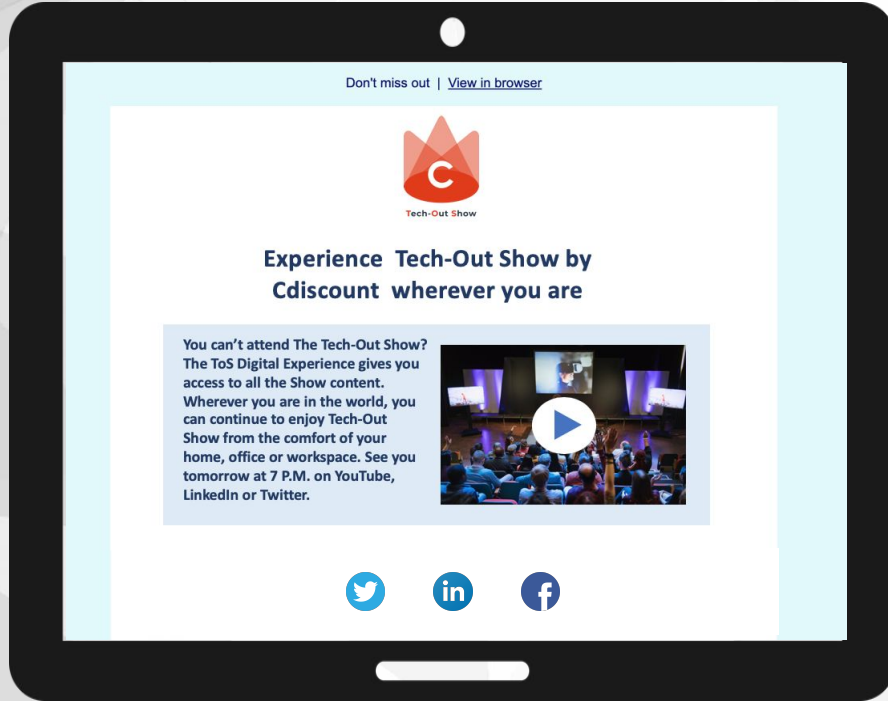 Don't miss out | View in browser
C
Tech-Out Show
Experience Tech-Out Show by
Cdiscount wherever you are
You can't attend The Tech-Out Show?
The ToS Digital Experience gives you
access to all the Show content.
Wherever you are in the world, you
can continue to enjoy Tech-Out
Show from the comfort of your
home, office or workspace. See you
tomorrow at 7 P.M. on YouTube,
LinkedIn or Twitter.
in
f